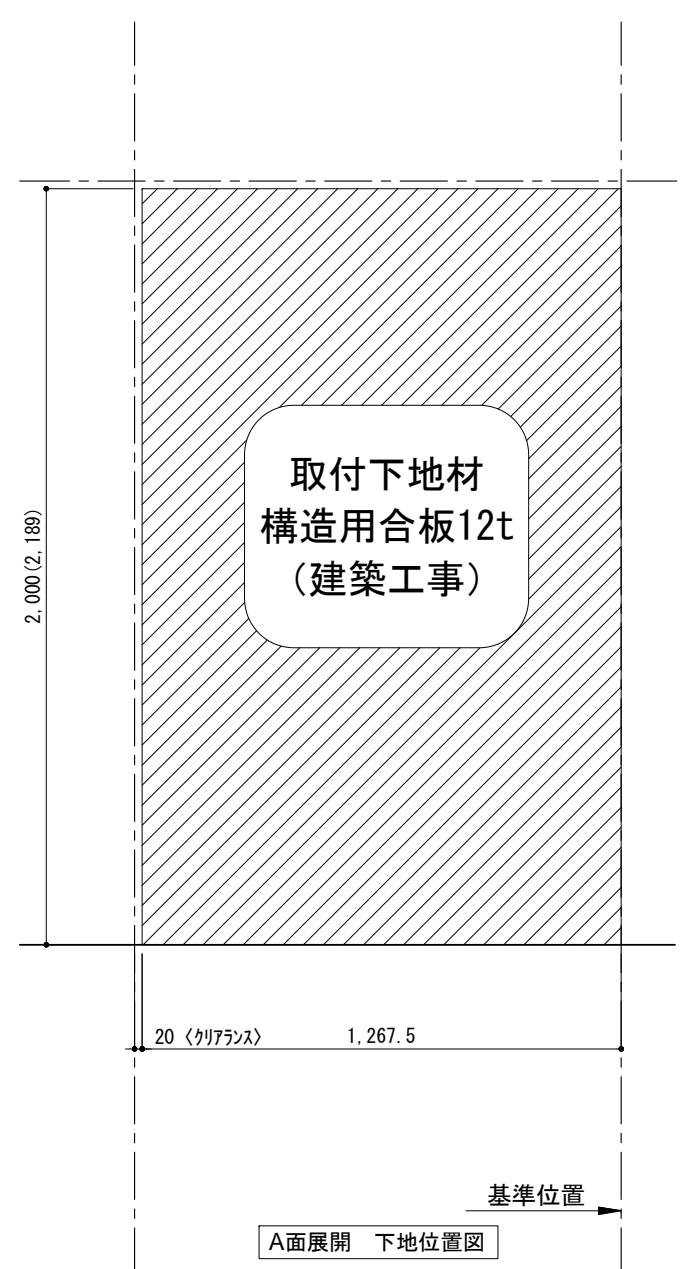 取付下地材
構造用合板12t
（建築工事）
2,000(2,189)
20 〈ｸﾘｱﾗﾝｽ〉
1,267.5
基準位置
A面展開　下地位置図